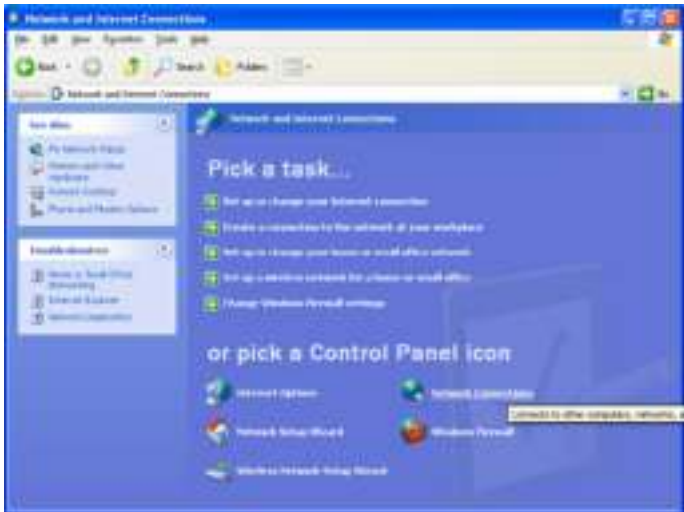 Network and Internet Connections
File Edit View Favorites Tools Help
Back Search Folders
Network and Internet Connections Go
See Also
My Network Places
Printers and Other
Hardware
Remote Desktop
Phone and Modem Options
Troubleshooters
Home or Small Office
Networking
Internet Explorer
Network Diagnostics
Network and Internet Connections
Pick a task...
Set up or change your Internet connection
Create a connection to the network at your workplace
Set up or change your home or small office network
Set up a wireless network for a home or small office
Change Windows Firewall settings
or pick a Control Panel icon
Internet Options
Network Connections
Connects to other computers, networks, a
Network Setup Wizard
Windows Firewall
Wireless Network Setup Wizard